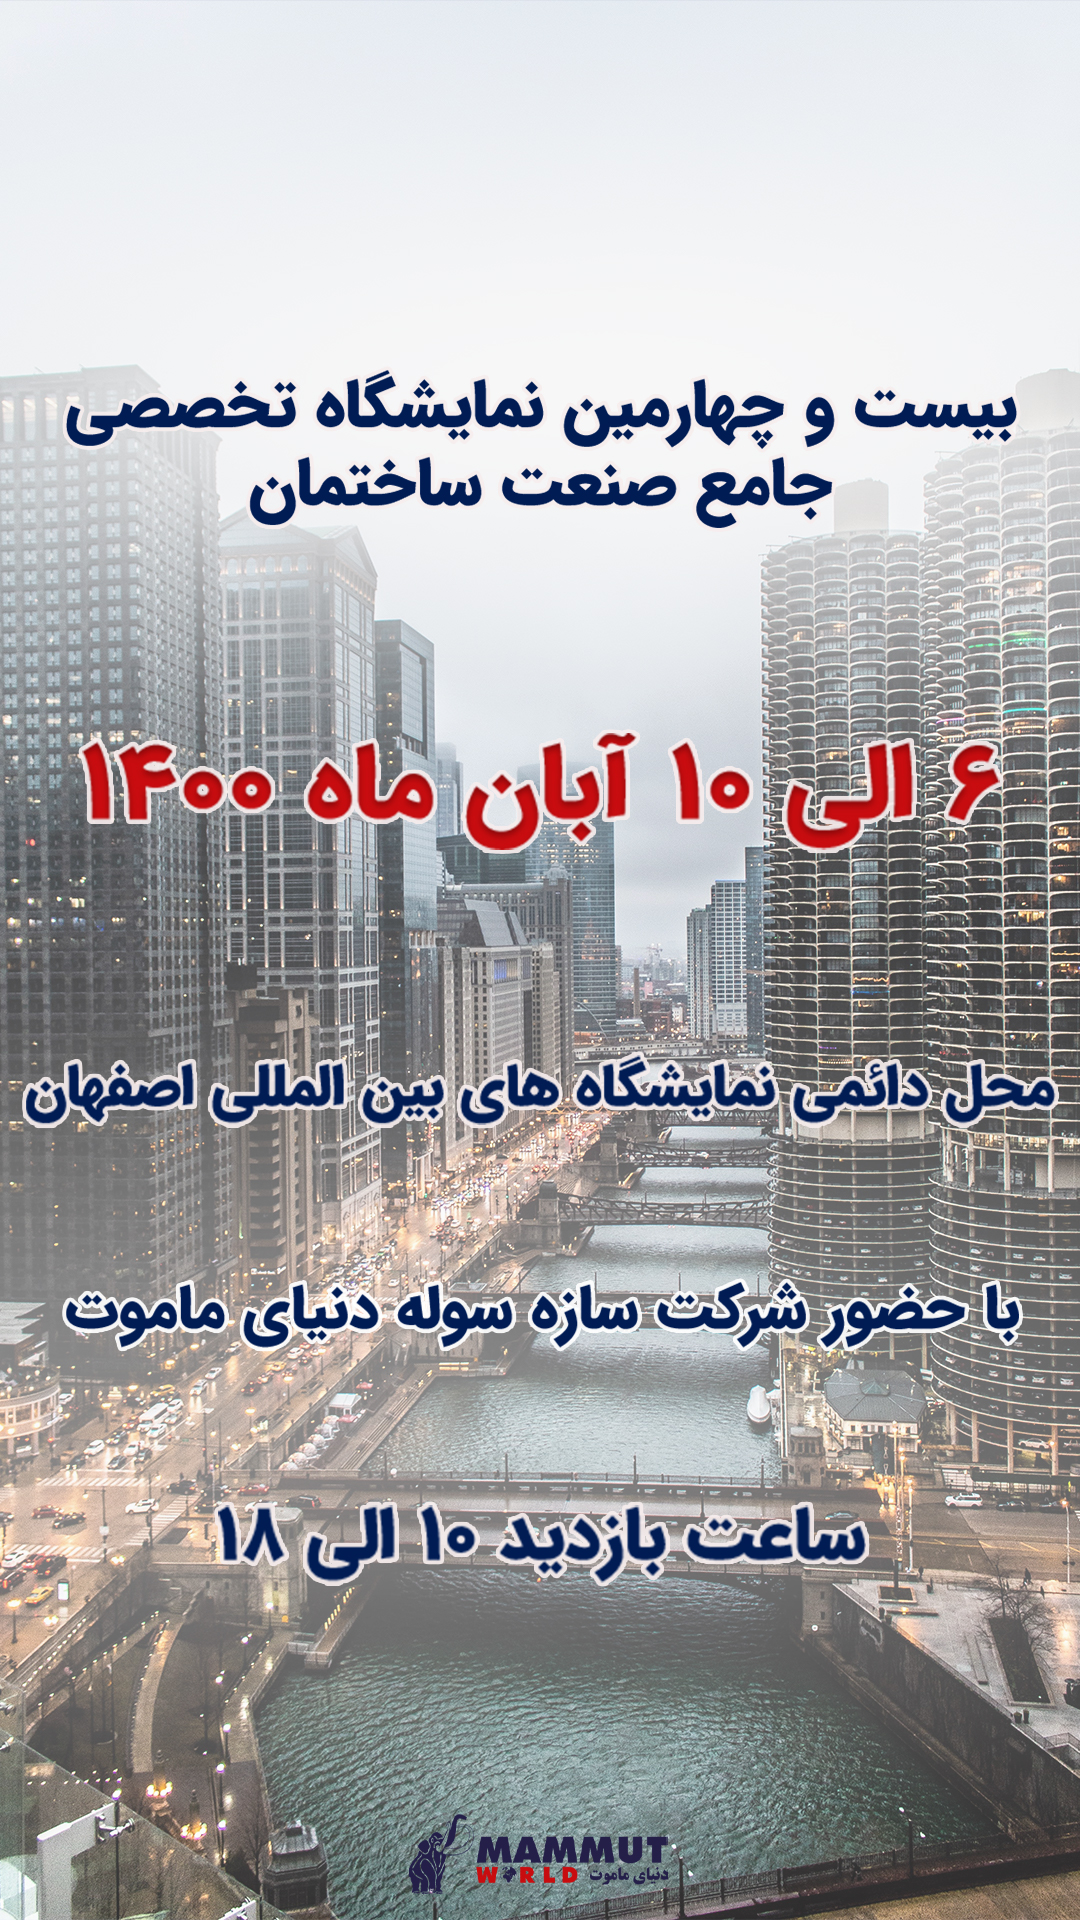 بیست و چهارمین نمایشگاه تخصصی
جامع صنعت ساختمان
۶ الی ۱۰ آبان ماه ۱۴۰۰
محل دائمی نمایشگاه های بین المللی اصفهان
با حضور شرکت سازه سوله دنیای ماموت
ساعت بازدید ۱۰ الی ۱۸
MAMMUT
WORLD دنیای ماموت